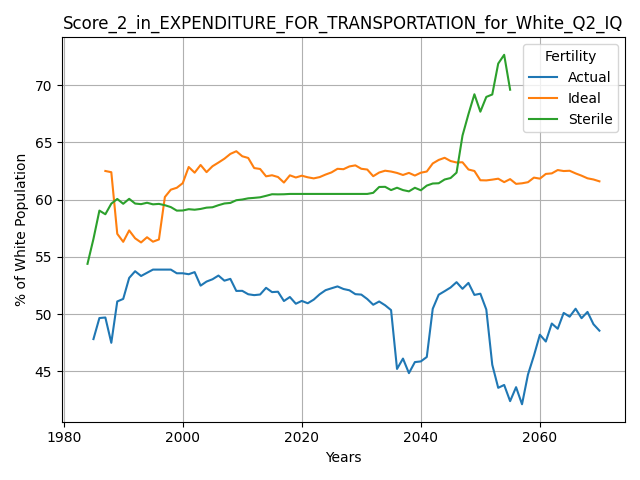 Score_2_in_EXPENDITURE_FOR_TRANSPORTATION_for_White_Q2_IQ
Fertility
Actual
Ideal
Sterile
% of White Population
70
65
60
55
50
45
1980
2000
2020
2040
2060
Years